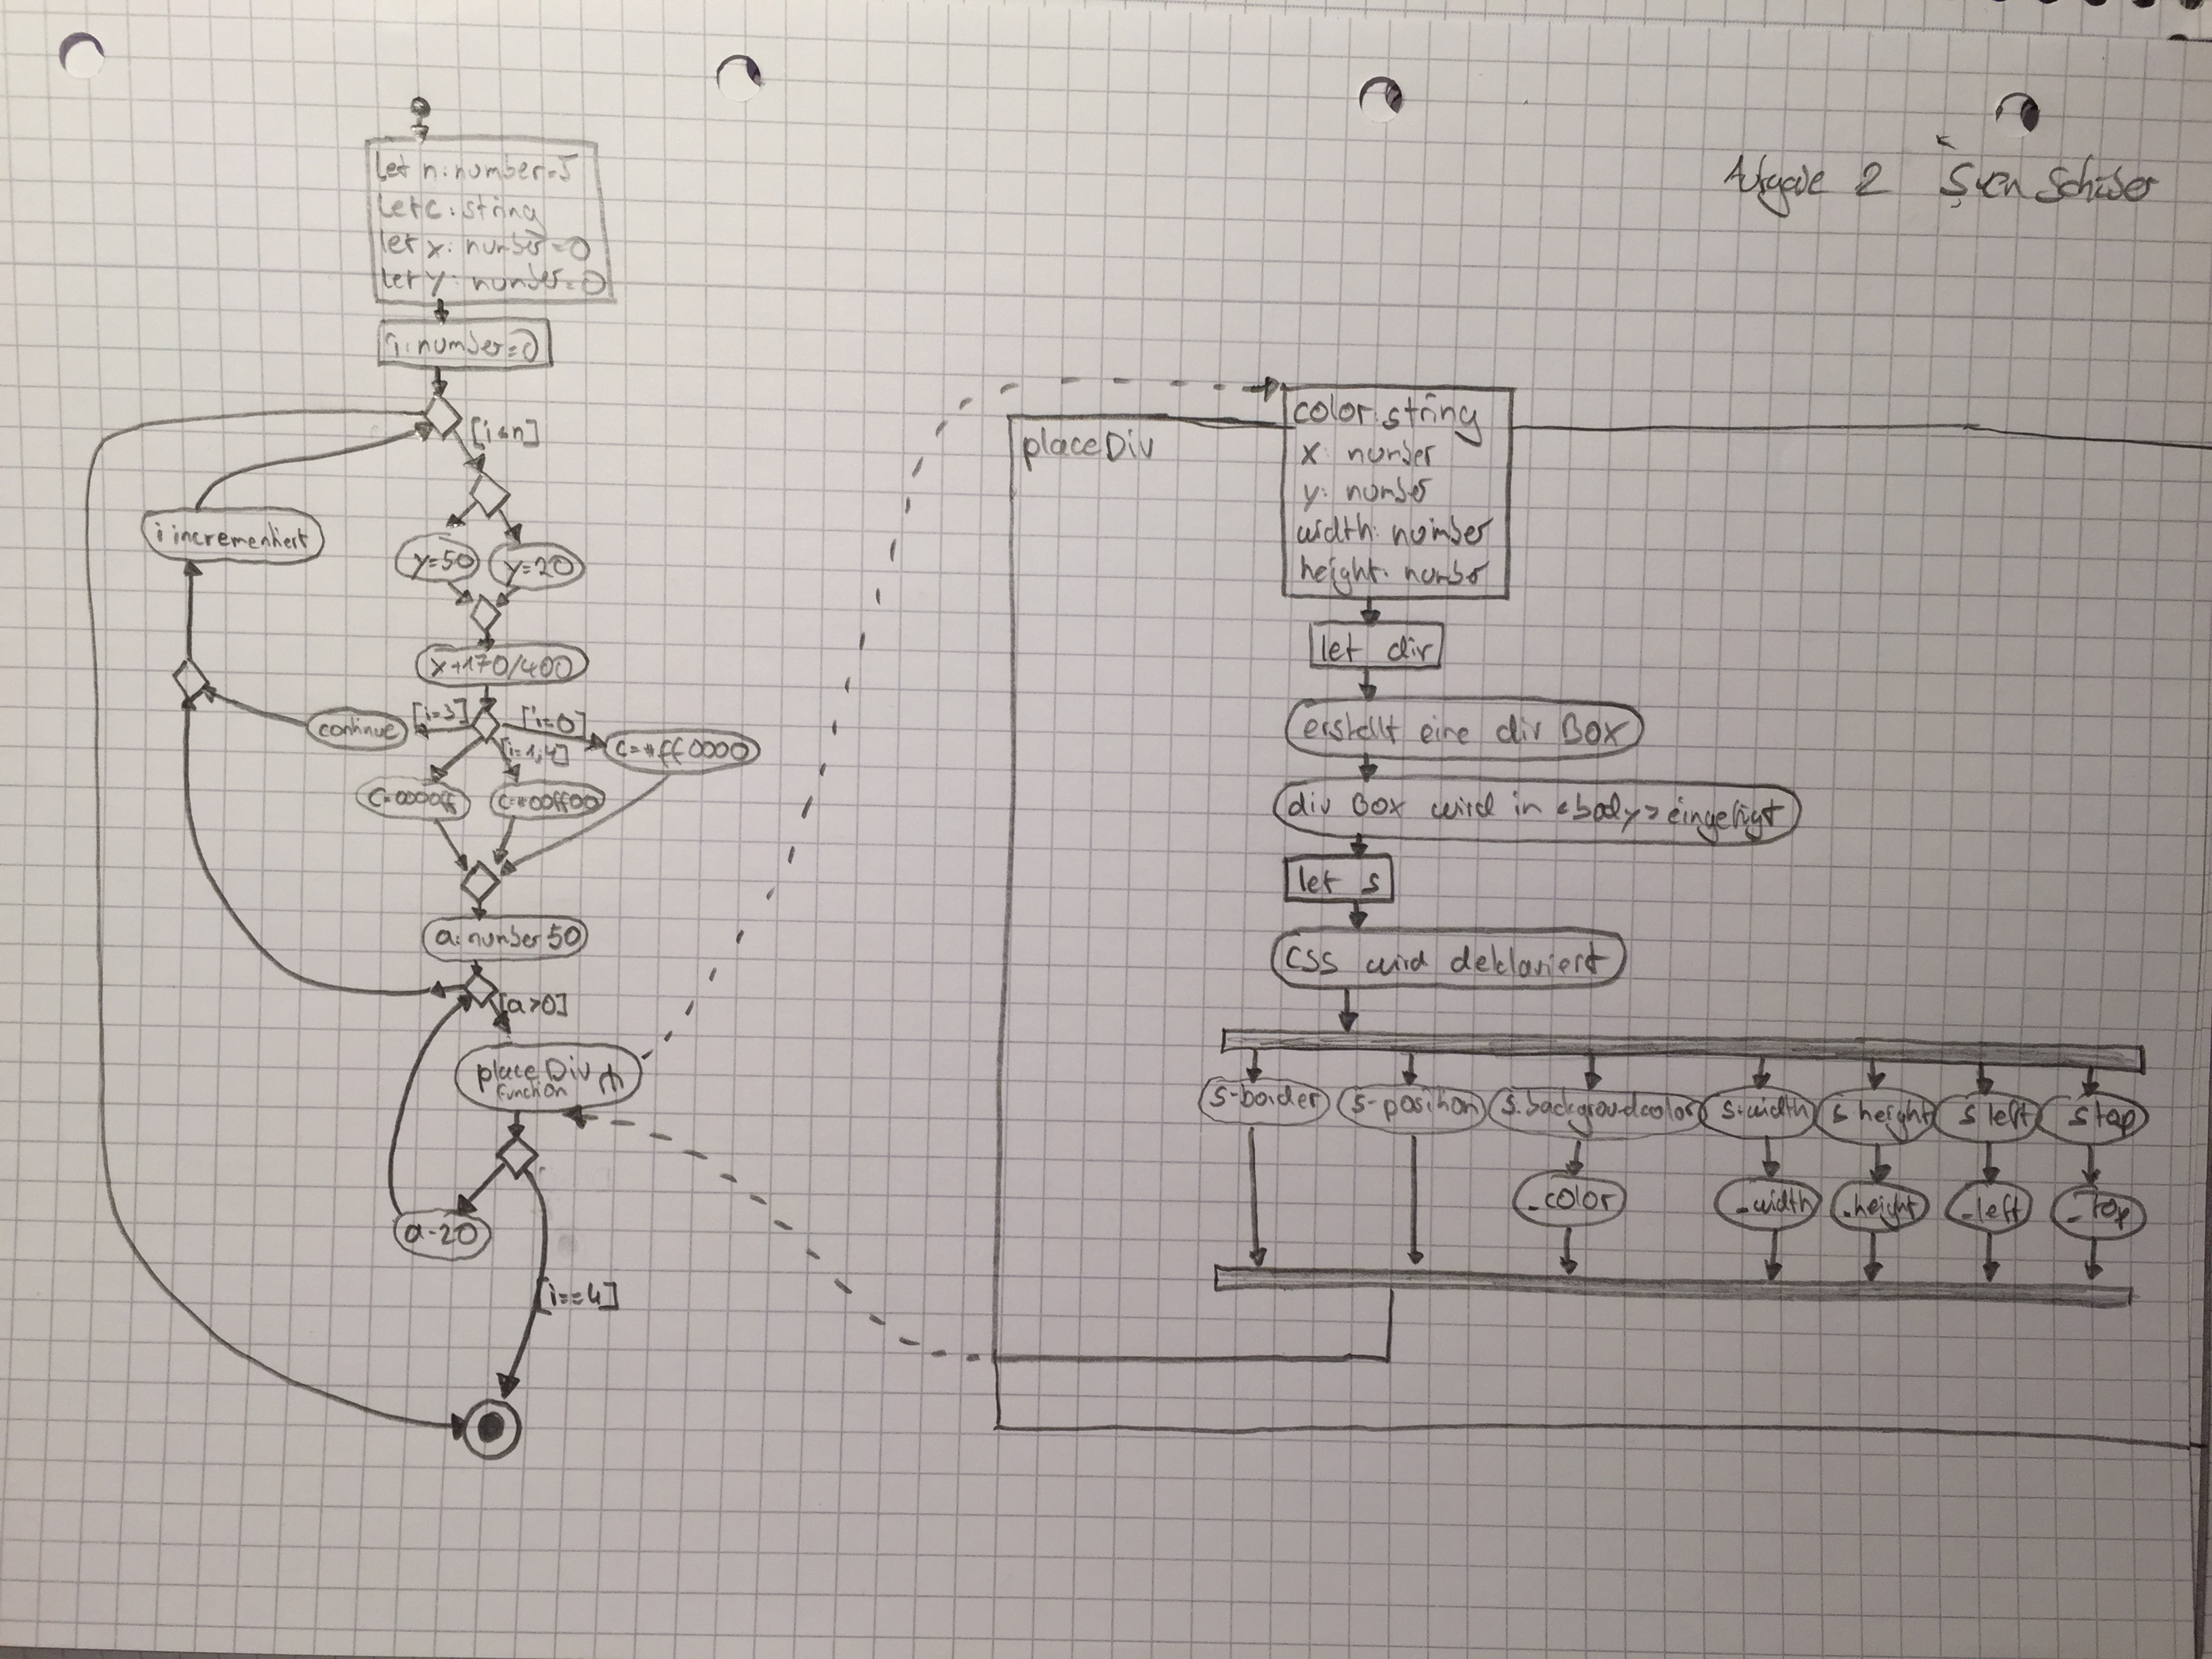 Aufgabe 2 Sven Schieber
let n: number=5
let c: string
let x: number=0
let y: number=0
i: number=0
[i<n]
i incrementiert
y=50
y=20
x+170/400
continue
[i=3]
[i=0]
[i=1,4]
c=#ff0000
c=0000ff
c=#00ff00
a: number 50
[a>0]
placeDiv
function
a-20
[i==4]
placeDiv
color: string
x: number
y: number
width: number
height: number
let div
erstellt eine div Box
div Box wird in <body> eingefügt
let s
css wird deklariert
s-border
s-position
s.backgroundcolor
s.width
s height
s left
s top
_color
_width
_height
_left
_top